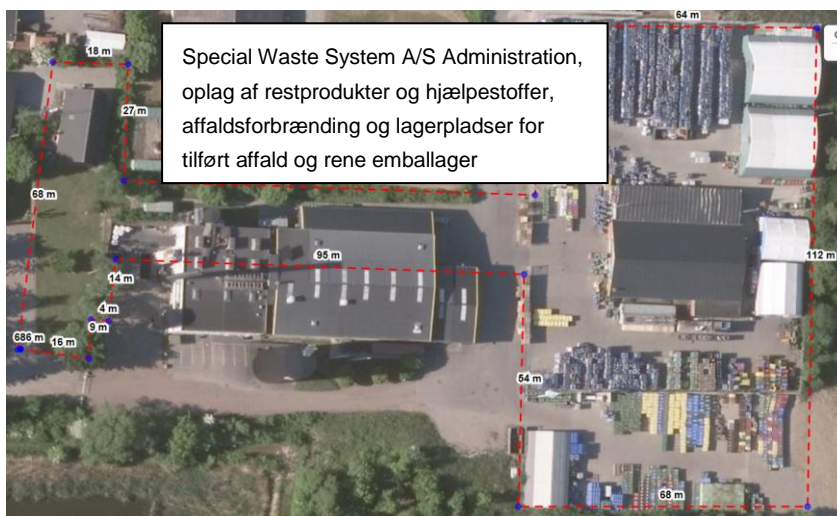 64 m
18 m
Special Waste System A/S Administration,
oplag af restprodukter og hjælpestoffer,
affaldsforbrænding og lagerpladser for
tilført affald og rene emballager
27 m
68 m
95 m
112 m
14 m
4 m
9 m
686 m
16 m
54 m
68 m